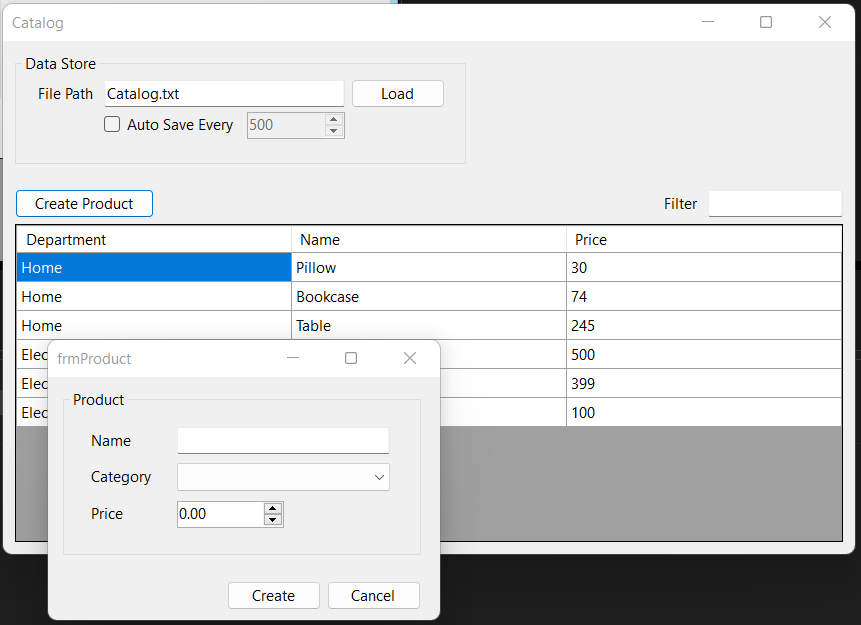 Catalog
Data Store
File Path Catalog.txt Load
Auto Save Every 500
Create Product Filter
Department Name Price
Home Pillow 30
Home Bookcase 74
Home Table 245
Elec 500
Elec 399
Elec 100
frmProduct
Product
Name
Category
Price 0.00
Create Cancel